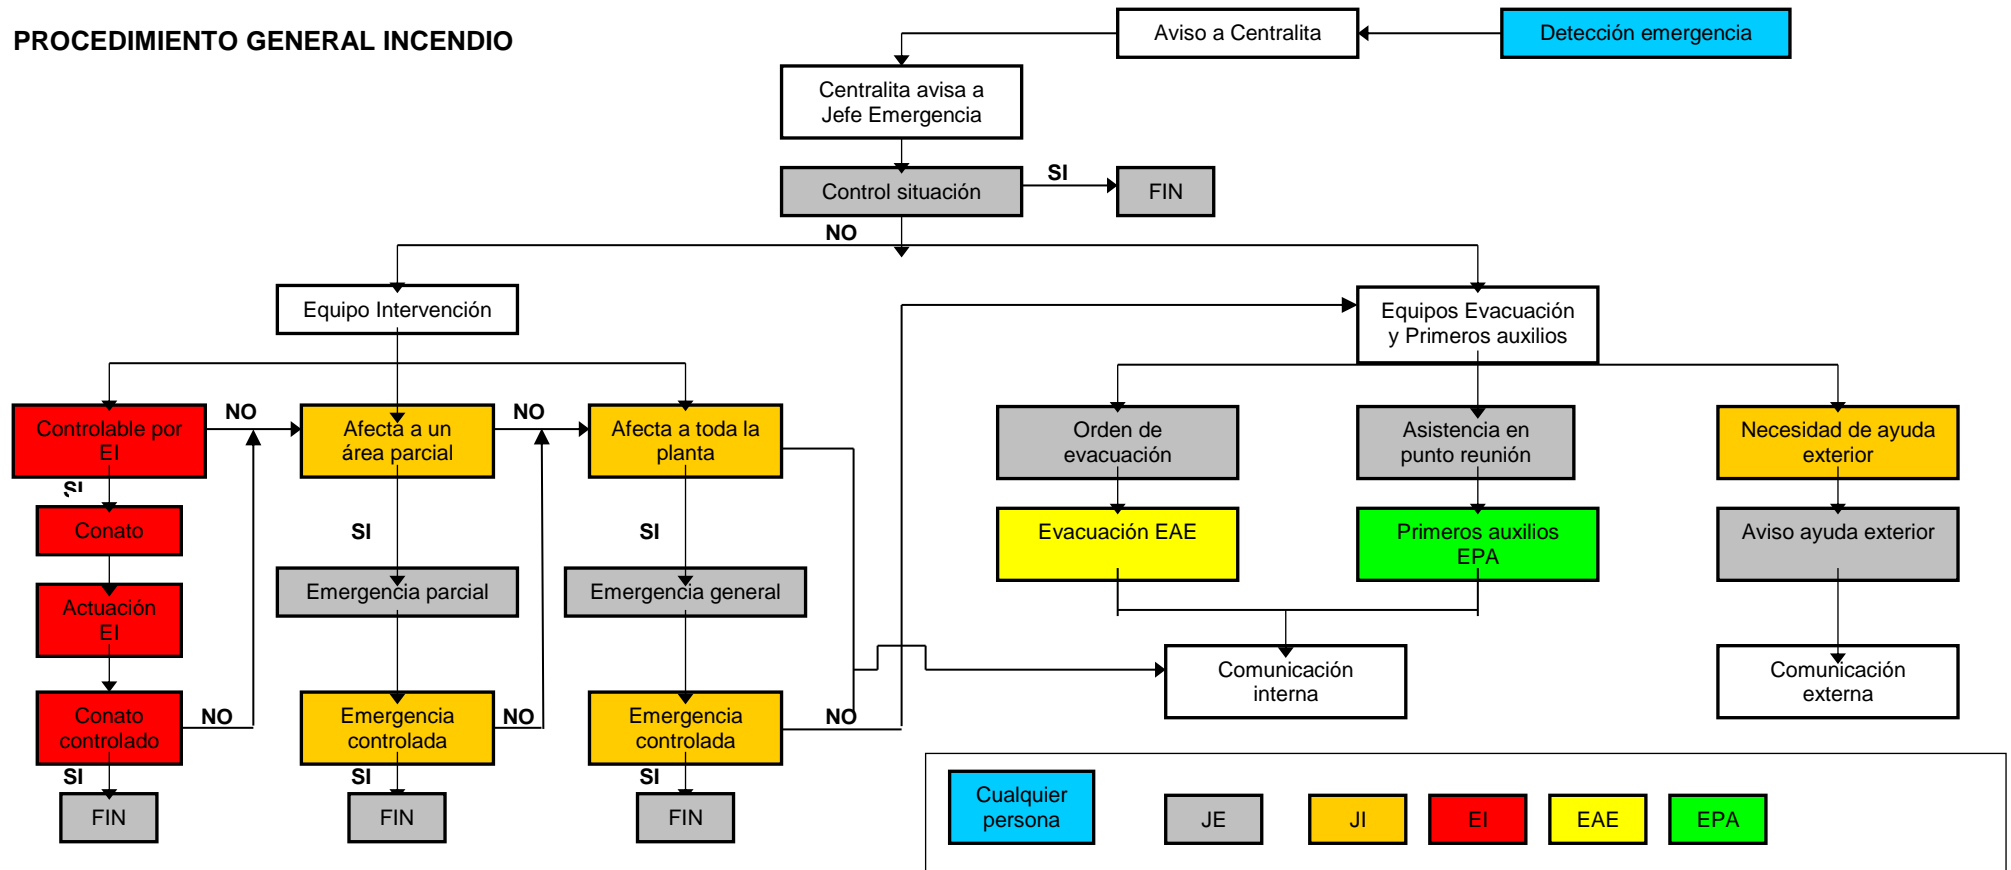 PROCEDIMIENTO GENERAL INCENDIO
Aviso a Centralita
Detección emergencia
Centralita avisa a
Jefe Emergencia
Control situación
SI
FIN
NO
Equipo Intervención
Equipos Evacuación
y Primeros auxilios
Controlable por
EI
NO
Afecta a un
área parcial
NO
Afecta a toda la
planta
Orden de
evacuación
Asistencia en
punto reunión
Necesidad de ayuda
exterior
SI
Conato
SI
SI
Evacuación EAE
Primeros auxilios
EPA
Aviso ayuda exterior
Actuación
EI
Emergencia parcial
Emergencia general
Comunicación
interna
Comunicación
externa
Conato
controlado
NO
Emergencia
controlada
NO
Emergencia
controlada
NO
SI
SI
SI
FIN
FIN
FIN
Cualquier
persona
JE
JI
EI
EAE
EPA